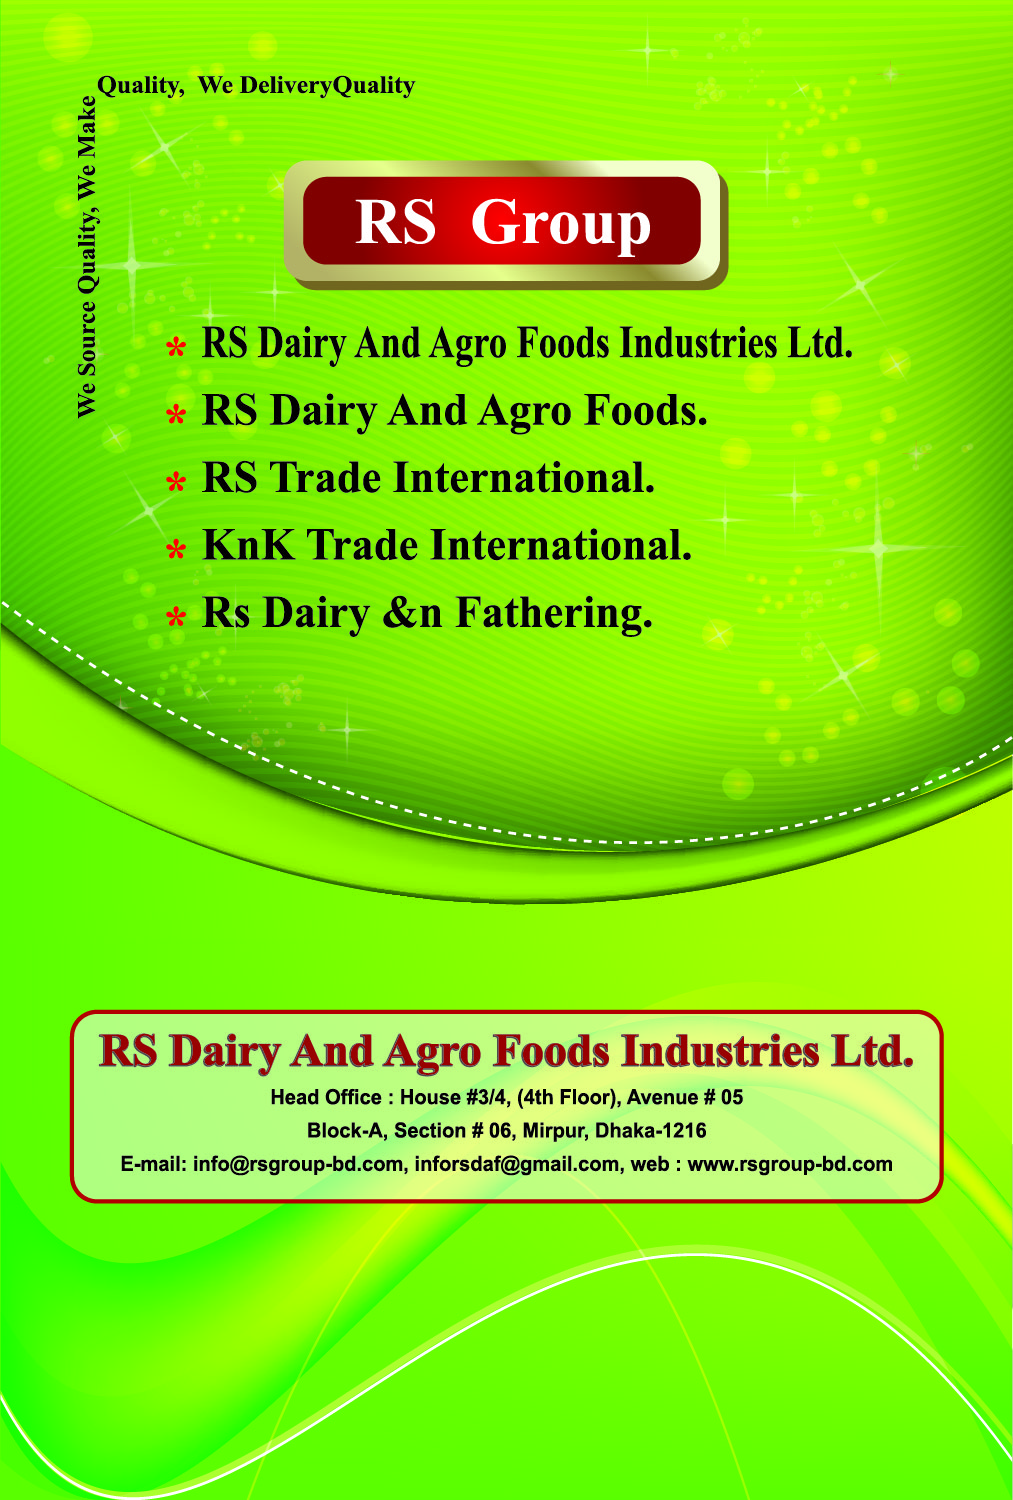 We Source Quality, We Make
Quality, We DeliveryQuality
RS Group
* RS Dairy And Agro Foods Industries Ltd.
* RS Dairy And Agro Foods.
* RS Trade International.
* KnK Trade International.
* Rs Dairy &n Fathering.
RS Dairy And Agro Foods Industries Ltd.
Head Office : House #3/4, (4th Floor), Avenue # 05
Block-A, Section # 06, Mirpur, Dhaka-1216
E-mail: info@rsgroup-bd.com, inforsdaf@gmail.com, web : www.rsgroup-bd.com